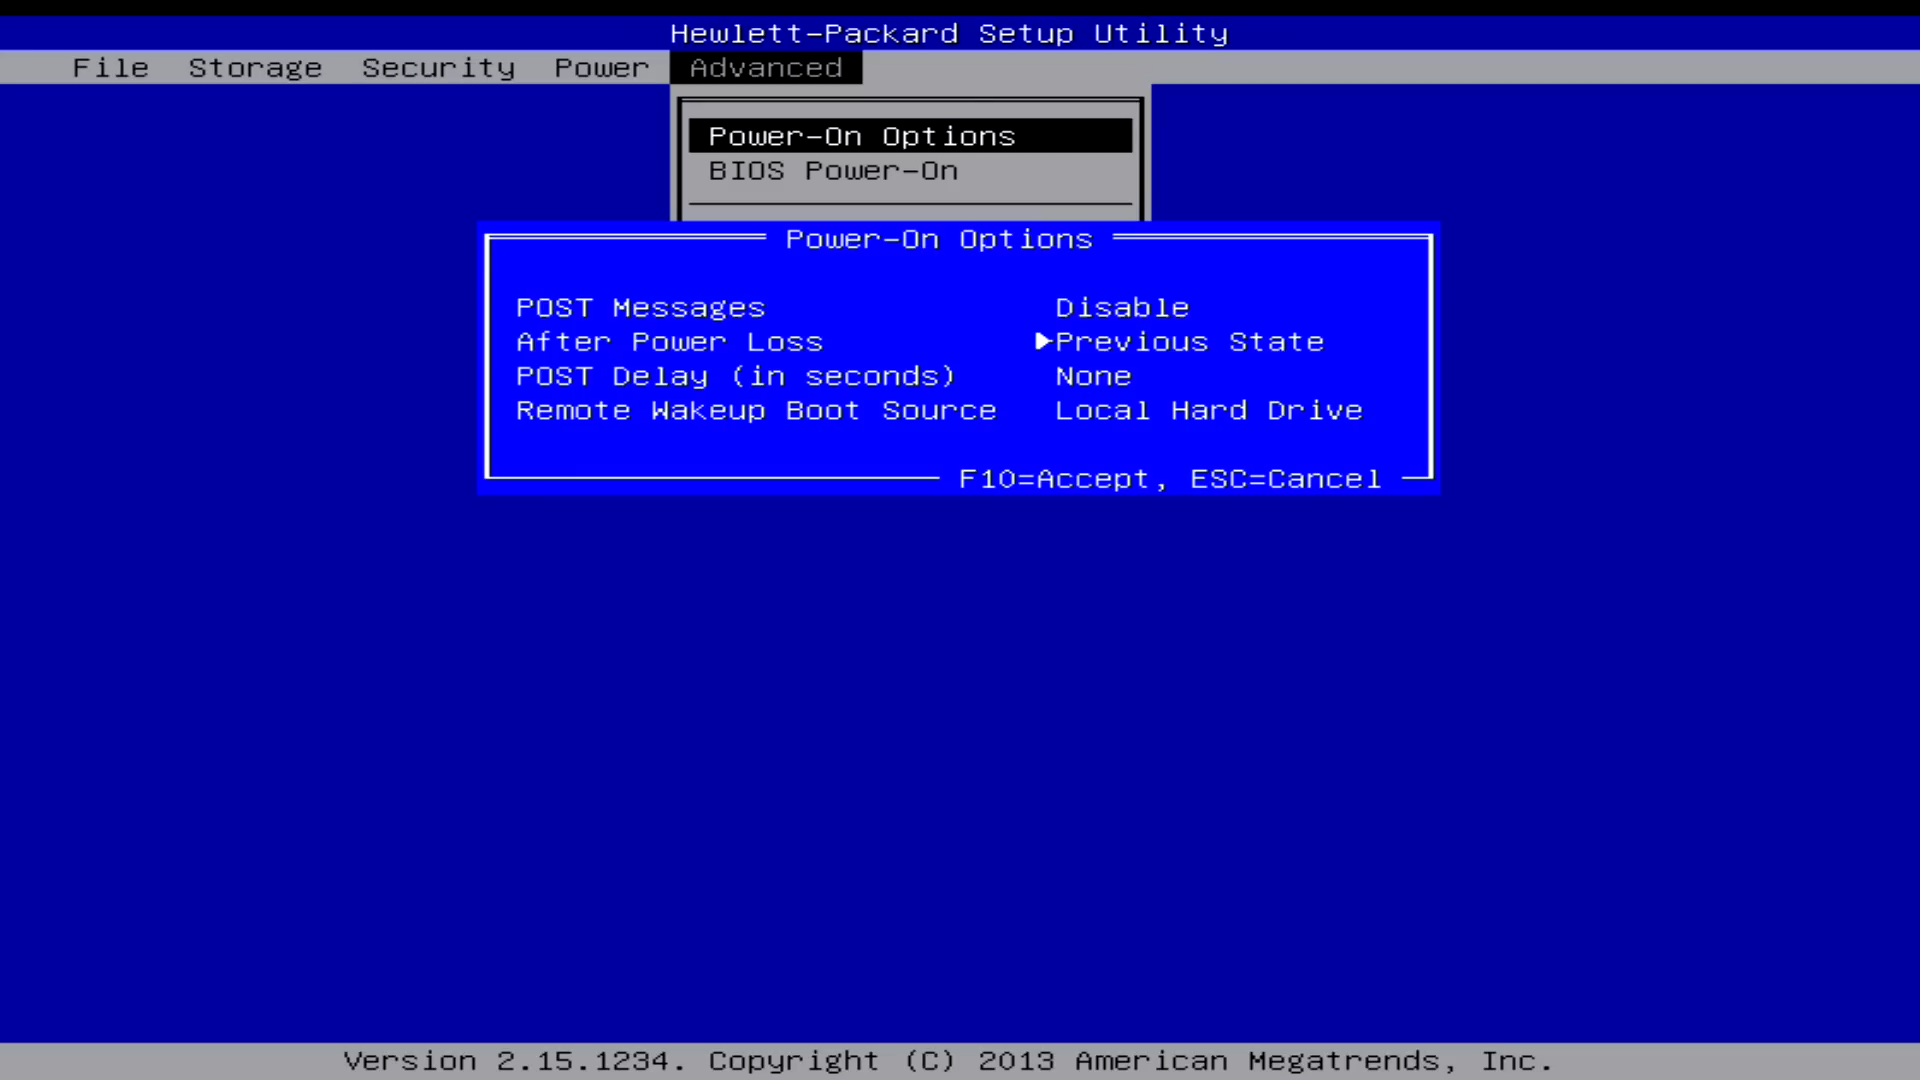 Hewlett-Packard Setup Utility
File Storage Security Power Advanced
Power-On Options
BIOS Power-On
Power-On Options
POST Messages Disable
After Power Loss ►Previous State
POST Delay (in seconds) None
Remote Wakeup Boot Source Local Hard Drive
F10=Accept, ESC=Cancel
Version 2.15.1234. Copyright (C) 2013 American Megatrends, Inc.